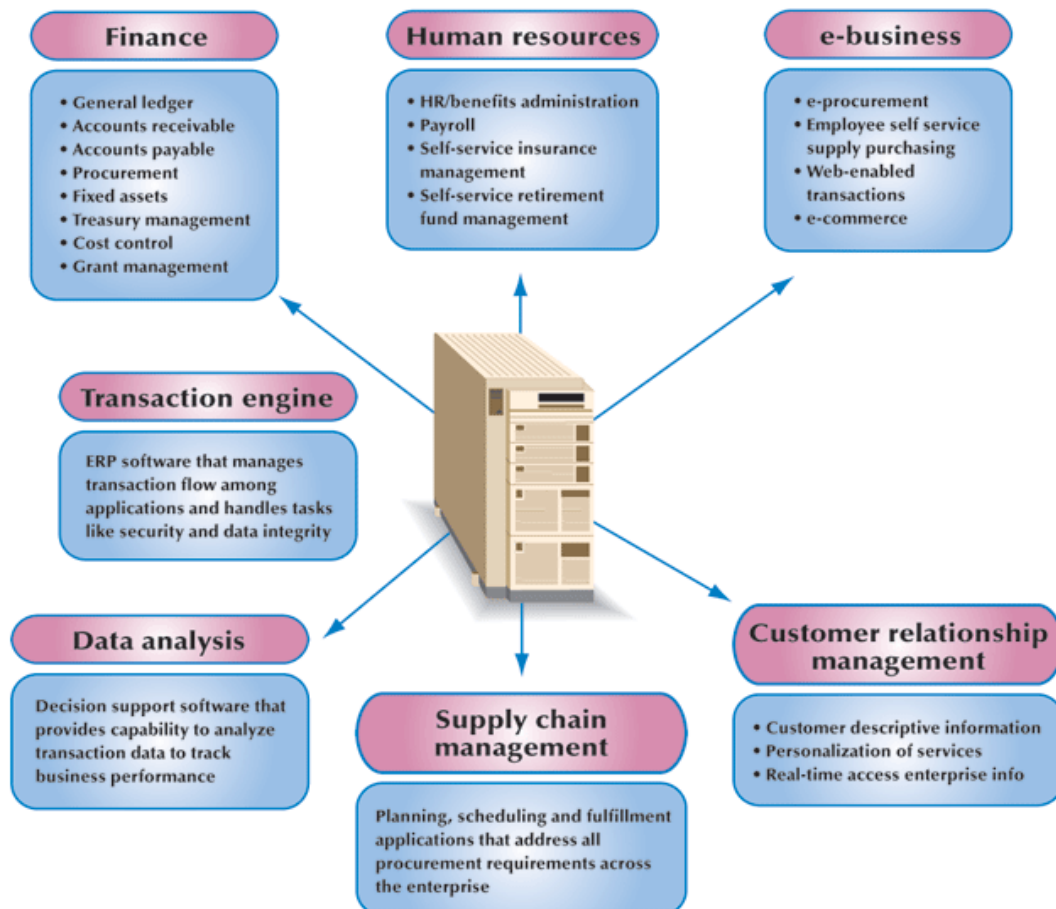 Finance
• General ledger
• Accounts receivable
• Accounts payable
• Procurement
• Fixed assets
• Treasury management
• Cost control
• Grant management
Human resources
• HR/benefits administration
• Payroll
• Self-service insurance
management
• Self-service retirement
fund management
e-business
• e-procurement
• Employee self service
supply purchasing
• Web-enabled
transactions
• e-commerce
Transaction engine
ERP software that manages
transaction flow among
applications and handles tasks
like security and data integrity
Data analysis
Decision support software that
provides capability to analyze
transaction data to track
business performance
Supply chain
management
Planning, scheduling and fulfillment
applications that address all
procurement requirements across
the enterprise
Customer relationship
management
• Customer descriptive information
• Personalization of services
• Real-time access enterprise info